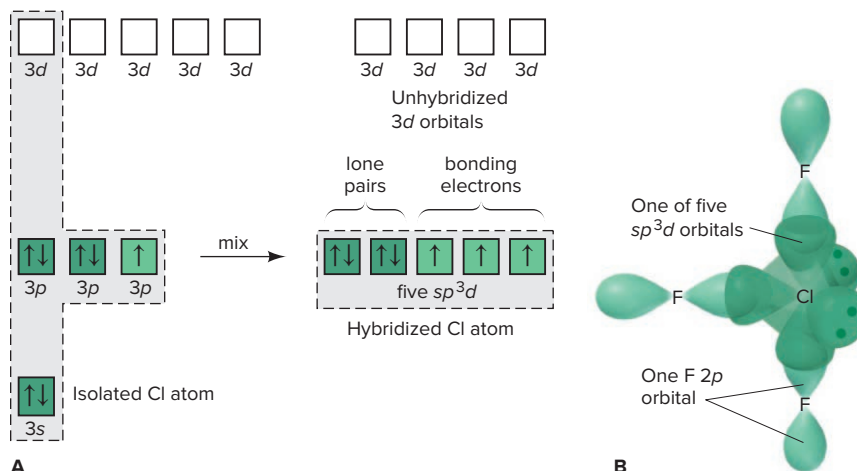 3d 3d 3d 3d 3d
3d 3d 3d 3d
Unhybridized
3d orbitals
lone
pairs
bonding
electrons
↑↓ ↑↓ ↑
3p 3p 3p
mix
↑↓ ↑↓ ↑ ↑ ↑
five sp³d
Hybridized Cl atom
↑↓
3s
Isolated Cl atom
A
F
One of five
sp³d orbitals
F
Cl
One F 2p
orbital
F
B